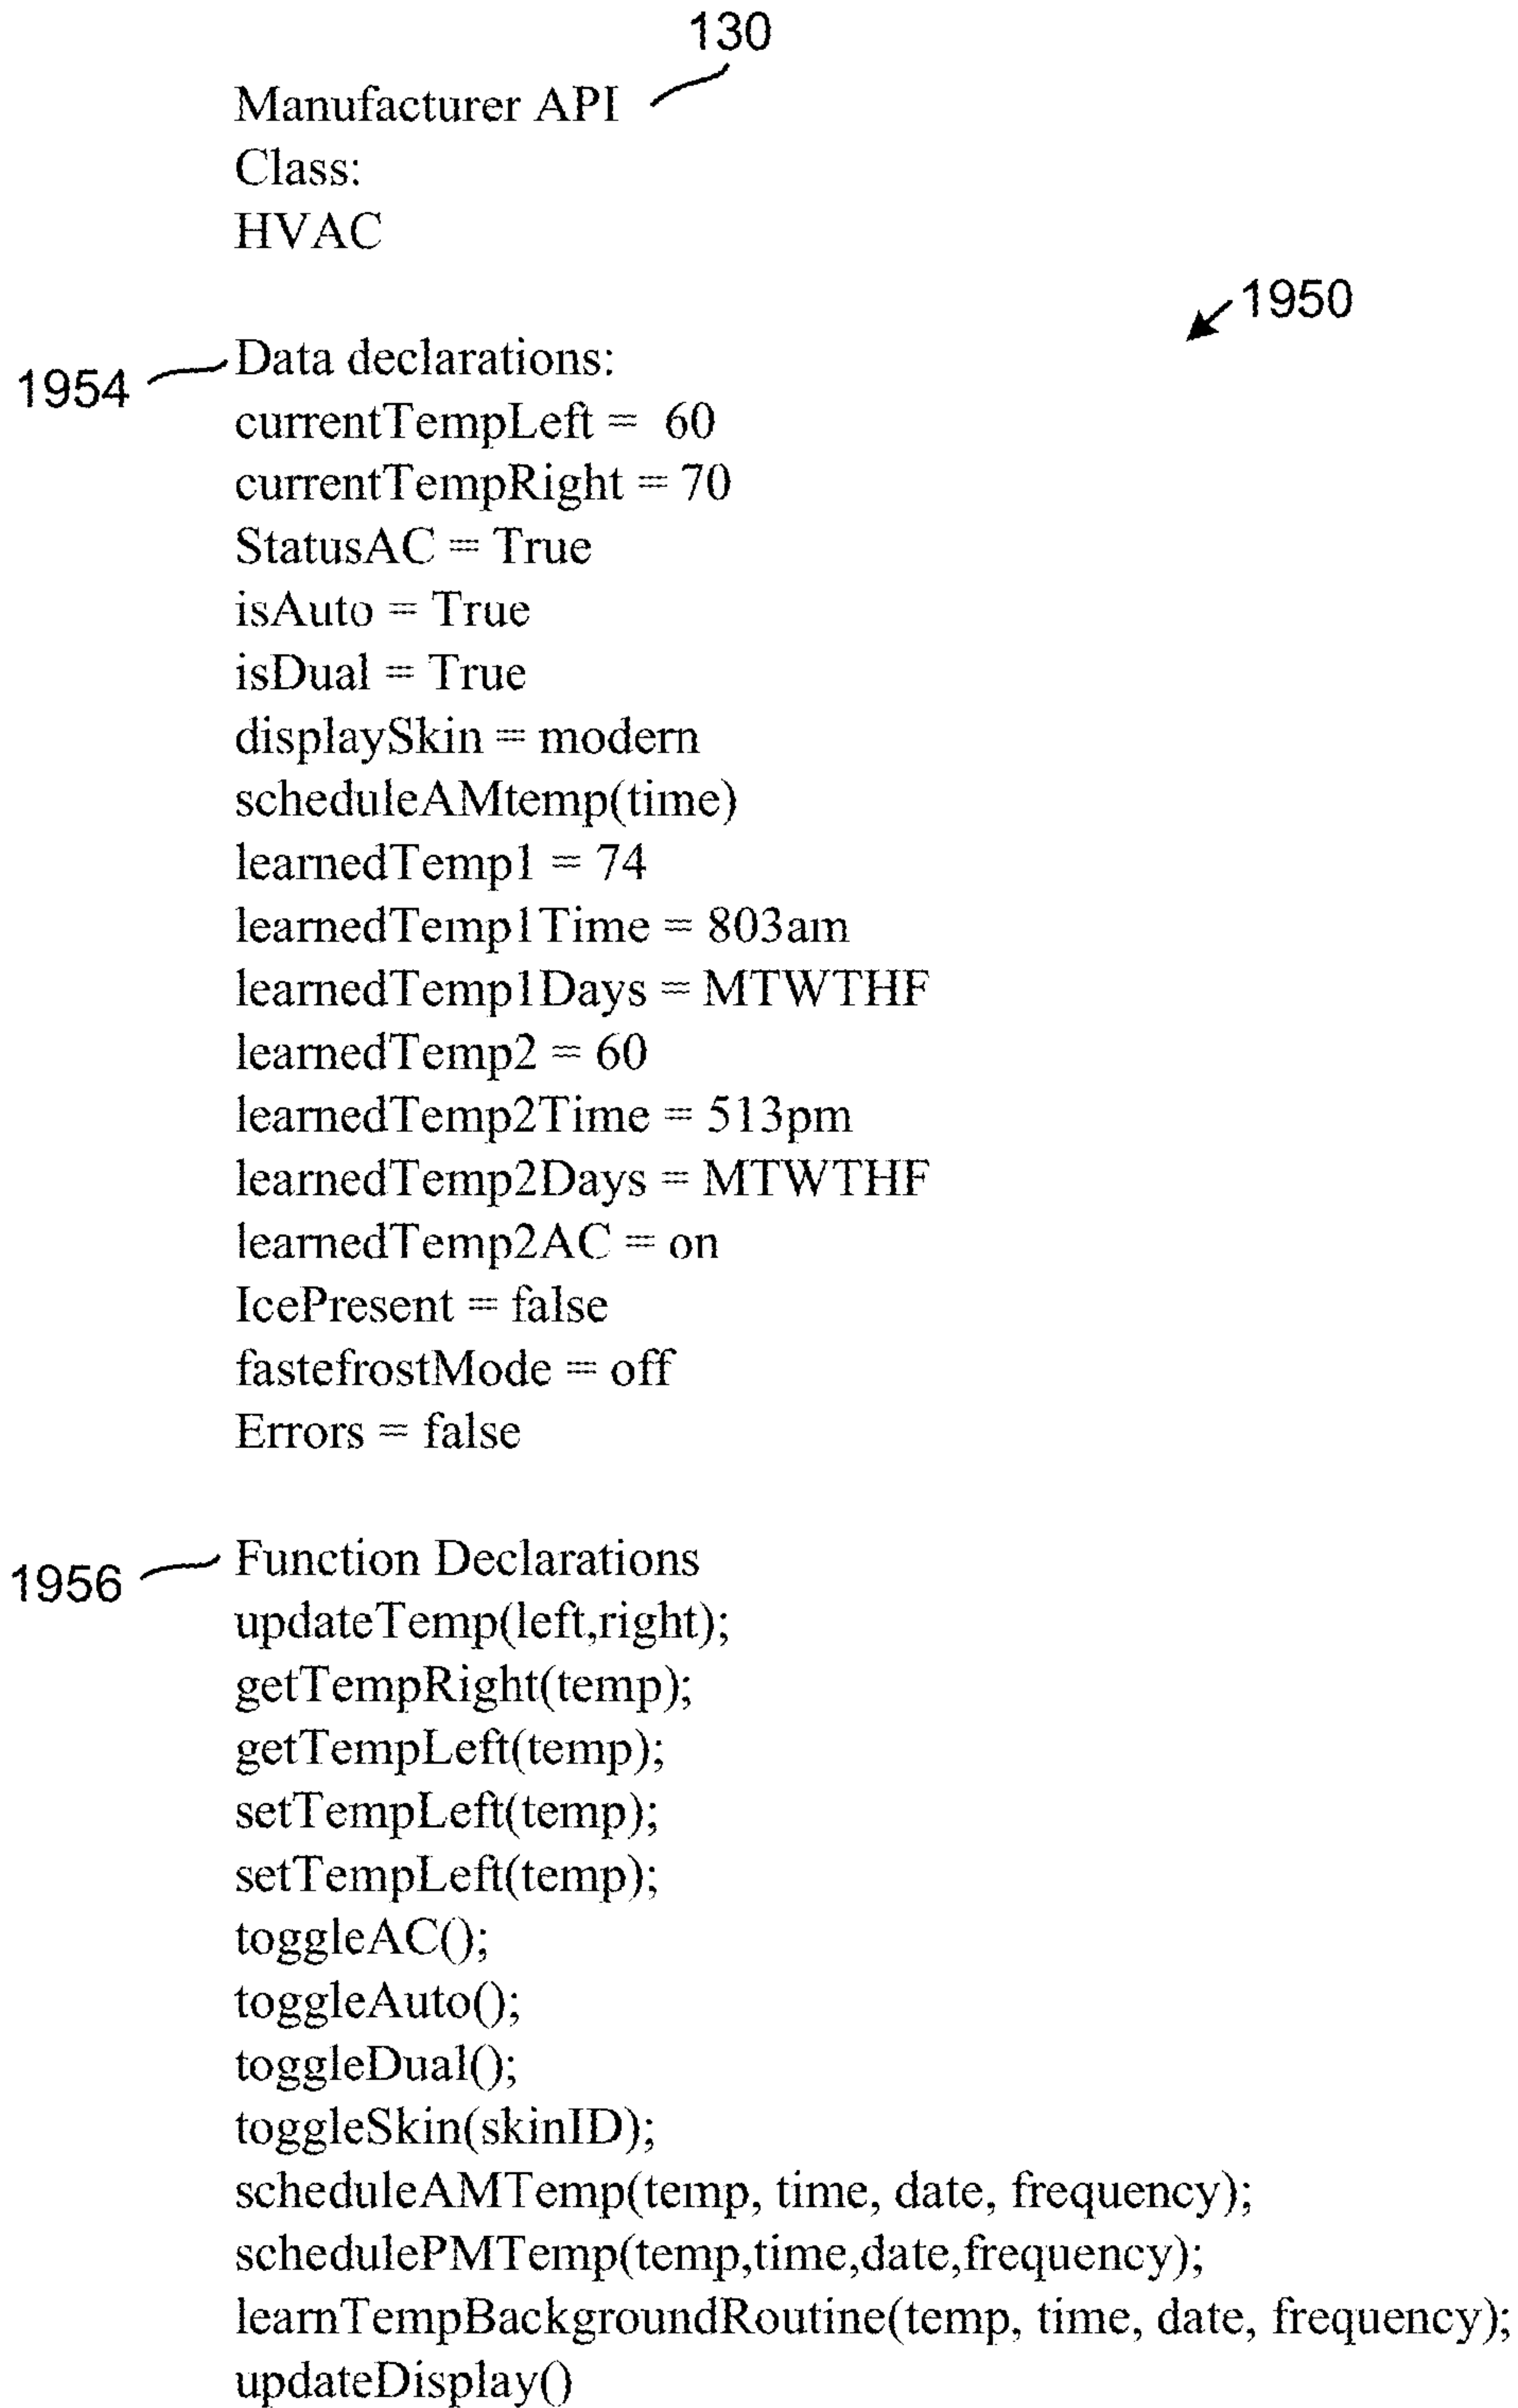 130
Manufacturer API
Class:
HVAC
1950
1954
Data declarations:
currentTempLeft =  60
currentTempRight = 70
StatusAC = True
isAuto = True
isDual = True
displaySkin = modern
scheduleAMtemp(time)
learnedTemp1 = 74
learnedTemp1Time = 803am
learnedTemp1Days = MTWTHF
learnedTemp2 = 60
learnedTemp2Time = 513pm
learnedTemp2Days = MTWTHF
learnedTemp2AC = on
IcePresent = false
fastefrostMode = off
Errors = false
1956
Function Declarations
updateTemp(left,right);
getTempRight(temp);
getTempLeft(temp);
setTempLeft(temp);
setTempLeft(temp);
toggleAC();
toggleAuto();
toggleDual();
toggleSkin(skinID);
scheduleAMTemp(temp, time, date, frequency);
schedulePMTemp(temp,time,date,frequency);
learnTempBackgroundRoutine(temp, time, date, frequency);
updateDisplay()